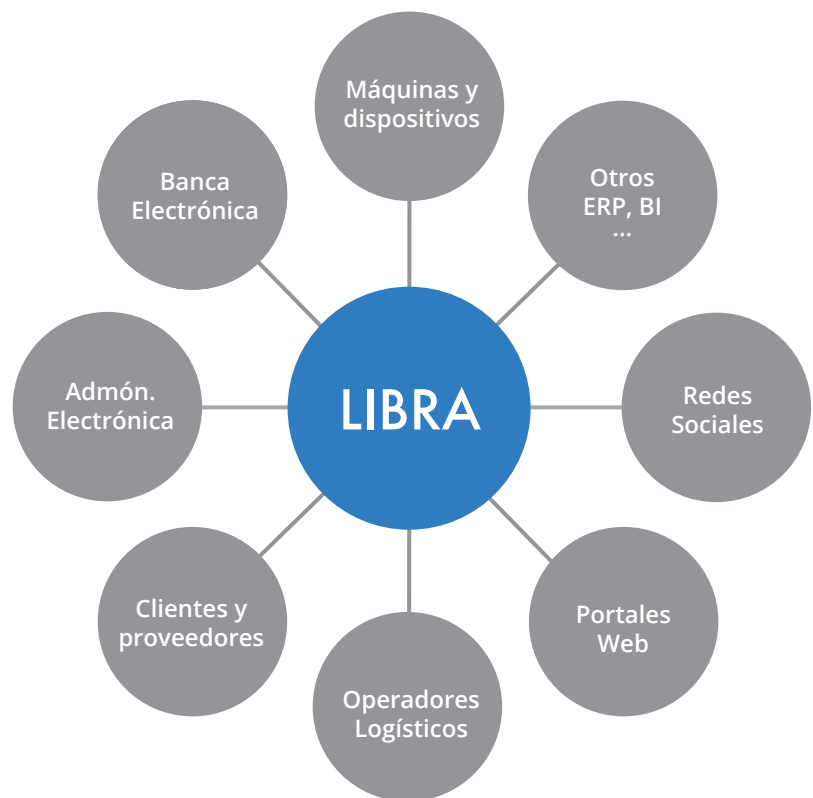 Máquinas y
dispositivos
Otros
ERP, BI
...
Redes
Sociales
Portales
Web
Operadores
Logísticos
Clientes y
proveedores
Admón.
Electrónica
Banca
Electrónica
LIBRA